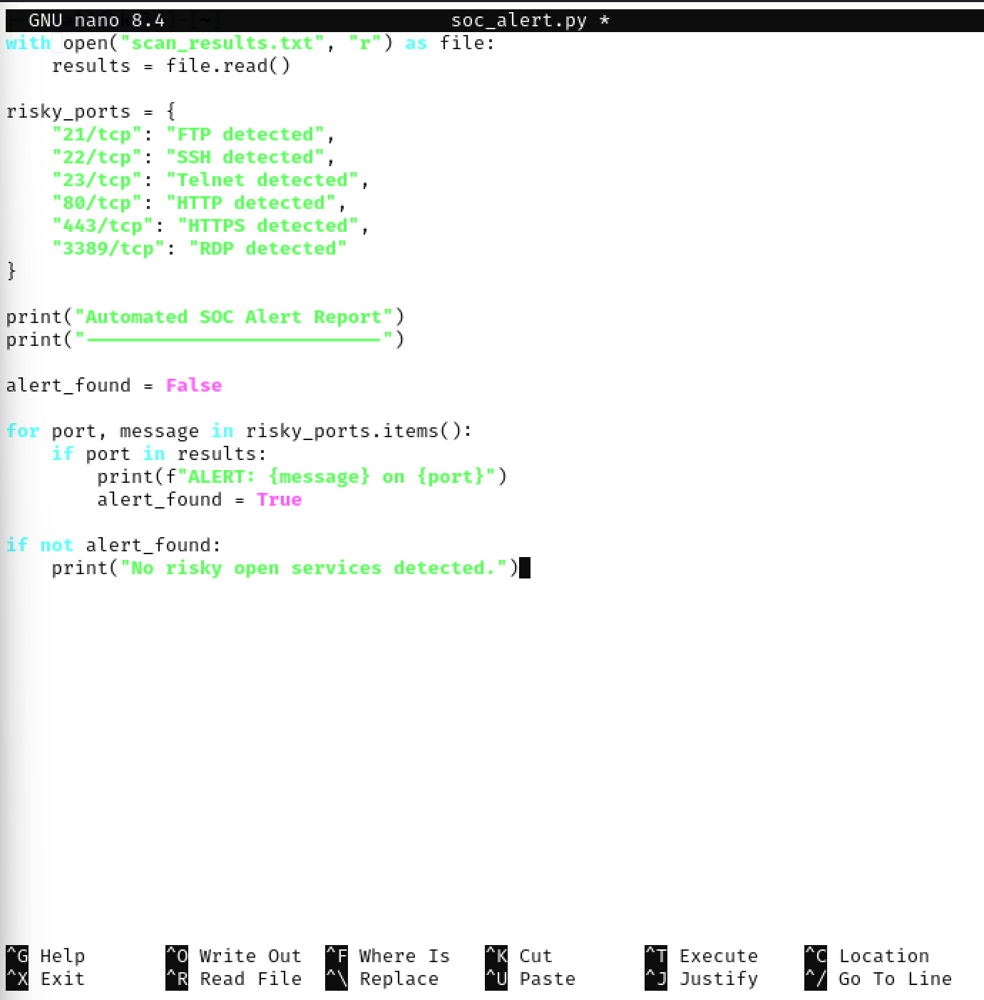 GNU nano 8.4 soc_alert.py *
with open("scan_results.txt", "r") as file:
    results = file.read()

risky_ports = {
    "21/tcp": "FTP detected",
    "22/tcp": "SSH detected",
    "23/tcp": "Telnet detected",
    "80/tcp": "HTTP detected",
    "443/tcp": "HTTPS detected",
    "3389/tcp": "RDP detected"
}

print("Automated SOC Alert Report")
print("──────────────────────────")

alert_found = False

for port, message in risky_ports.items():
    if port in results:
        print(f"ALERT: {message} on {port}")
        alert_found = True

if not alert_found:
    print("No risky open services detected.")

^G Help ^O Write Out ^F Where Is ^K Cut ^T Execute ^C Location
^X Exit ^R Read File ^\ Replace ^U Paste ^J Justify ^/ Go To Line